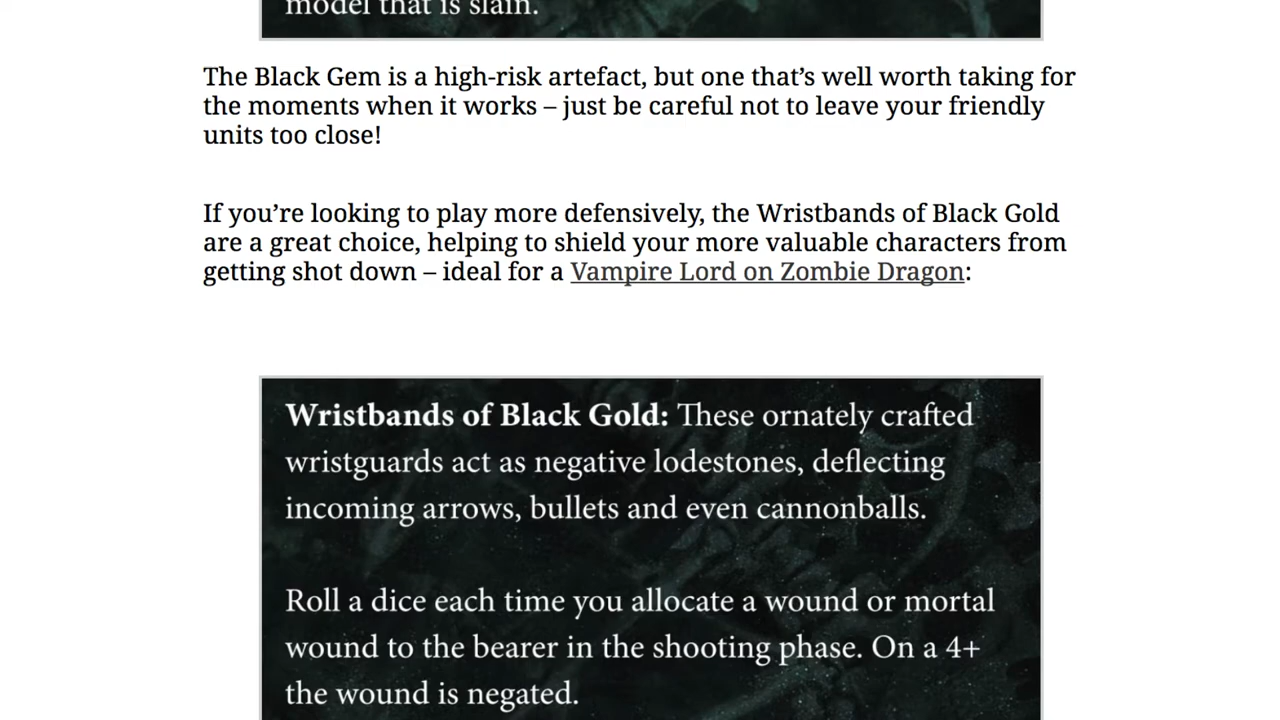 model that is slain.
The Black Gem is a high-risk artefact, but one that’s well worth taking for
the moments when it works – just be careful not to leave your friendly
units too close!
If you’re looking to play more defensively, the Wristbands of Black Gold
are a great choice, helping to shield your more valuable characters from
getting shot down – ideal for a Vampire Lord on Zombie Dragon:
Wristbands of Black Gold: These ornately crafted
wristguards act as negative lodestones, deflecting
incoming arrows, bullets and even cannonballs.
Roll a dice each time you allocate a wound or mortal
wound to the bearer in the shooting phase. On a 4+
the wound is negated.